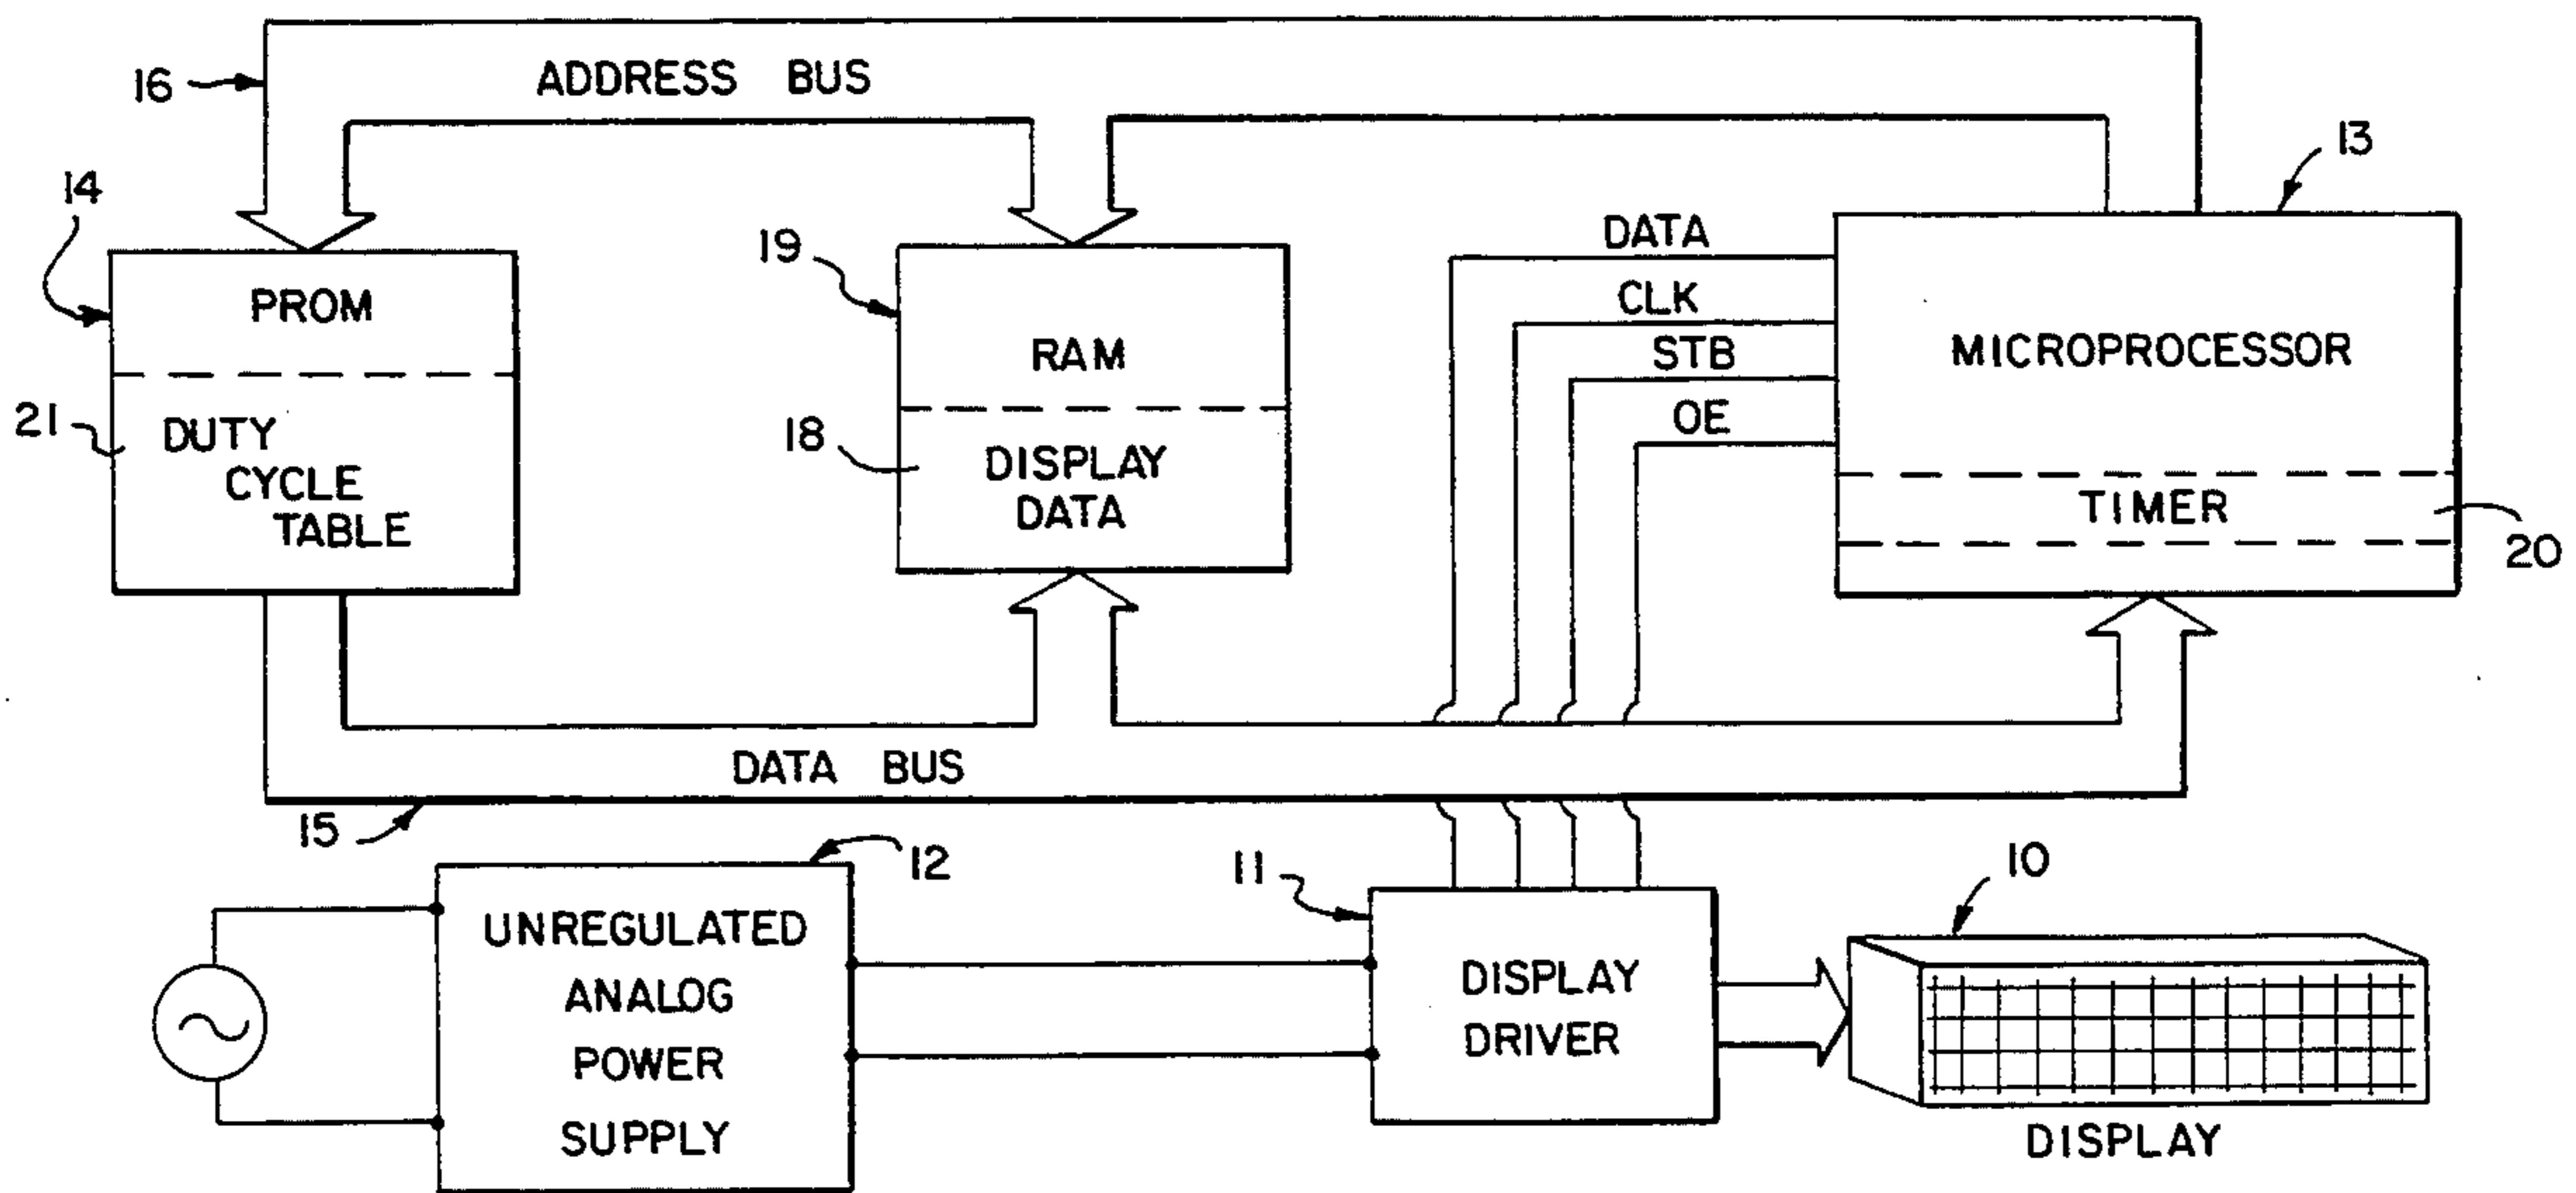 ADDRESS BUS
16
13
14
PROM
DUTY
CYCLE
TABLE
21
19
RAM
18
DISPLAY
DATA
DATA
CLK
STB
OE
MICROPROCESSOR
TIMER
20
DATA BUS
15
12
UNREGULATED
ANALOG
POWER
SUPPLY
11
DISPLAY
DRIVER
10
DISPLAY